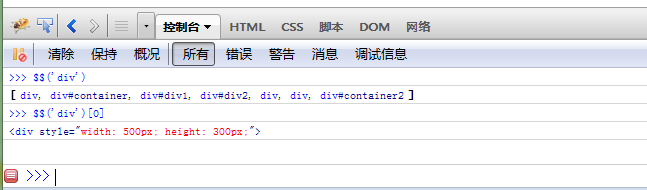 控制台 HTML CSS 脚本 DOM 网络
清除 保持 概况 所有 错误 警告 消息 调试信息
>>> $$('div')
[ div, div#container, div#div1, div#div2, div, div, div#container2 ]
>>> $$('div')[0]
<div style="width: 500px; height: 300px;">
>>>